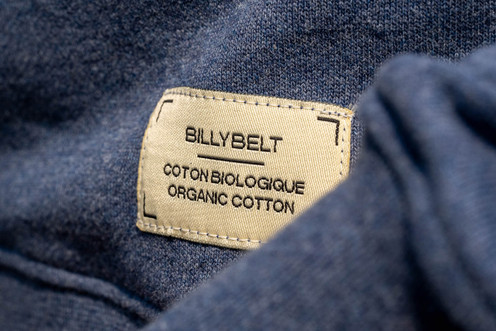 BILLYBELT
COTON BIOLOGIQUE
ORGANIC COTTON